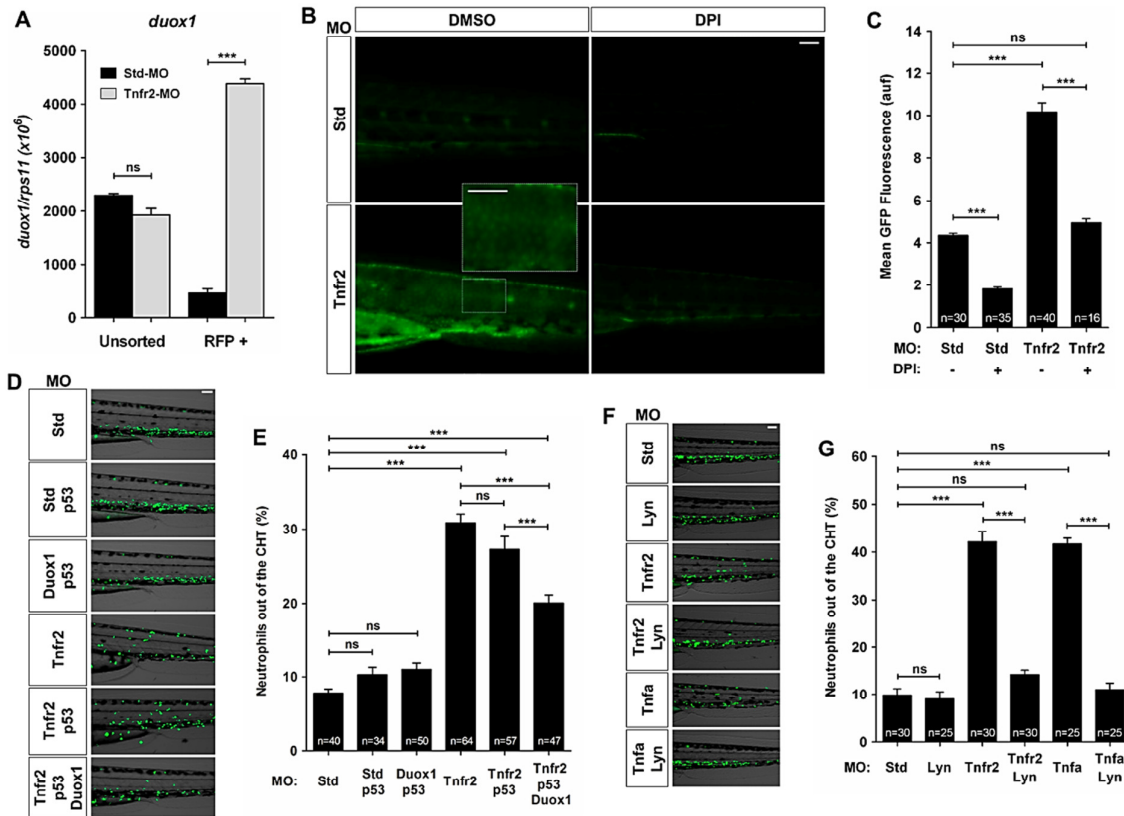 A
duox1
***
5000
4000
3000
2000
1000
0
duox1/rps11 (x10⁶)
Std-MO
Tnfr2-MO
ns
Unsorted
RFP +
B
MO
DMSO
DPI
Std
Tnfr2
C
ns
***
***
***
14
12
10
8
6
4
2
0
Mean GFP Fluorescence (auf)
n=30
n=35
n=40
n=16
MO:
Std
Std
Tnfr2
Tnfr2
DPI:
-
+
-
+
D
MO
Std
Std
p53
Duox1
p53
Tnfr2
Tnfr2
p53
Tnfr2
p53
Duox1
E
***
***
***
***
ns
***
ns
ns
40
30
20
10
0
Neutrophils out of the CHT (%)
n=40
n=34
n=50
n=64
n=57
n=47
MO:
Std
Std
p53
Duox1
p53
Tnfr2
Tnfr2
p53
Tnfr2
p53
Duox1
F
MO
Std
Lyn
Tnfr2
Tnfr2
Lyn
Tnfa
Tnfa
Lyn
G
ns
***
ns
***
***
***
ns
60
50
40
30
20
10
0
Neutrophils out of the CHT (%)
n=30
n=25
n=30
n=30
n=25
n=25
MO:
Std
Lyn
Tnfr2
Tnfr2
Lyn
Tnfa
Tnfa
Lyn